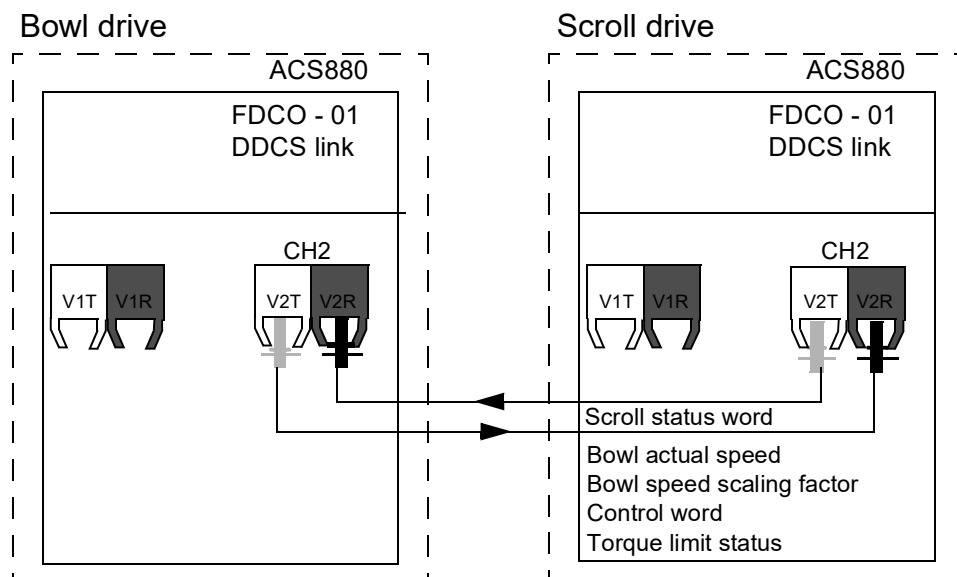 Bowl drive
Scroll drive
ACS880
ACS880
FDCO - 01
DDCS link
FDCO - 01
DDCS link
CH2
CH2
V1T V1R V2T V2R
V1T V1R V2T V2R
Scroll status word
Bowl actual speed
Bowl speed scaling factor
Control word
Torque limit status